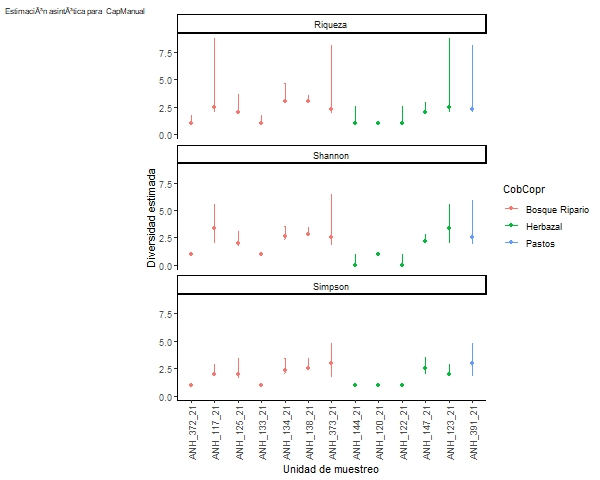 EstimaciÃ³n asintÃ³tica para CapManual
Riqueza
7.5
5.0
2.5
0.0
Shannon
7.5
5.0
2.5
0.0
Simpson
7.5
5.0
2.5
0.0
Diversidad estimada
ANH_372_21
ANH_117_21
ANH_125_21
ANH_133_21
ANH_134_21
ANH_138_21
ANH_373_21
ANH_144_21
ANH_120_21
ANH_122_21
ANH_147_21
ANH_123_21
ANH_391_21
Unidad de muestreo
CobCopr
Bosque Ripario
Herbazal
Pastos